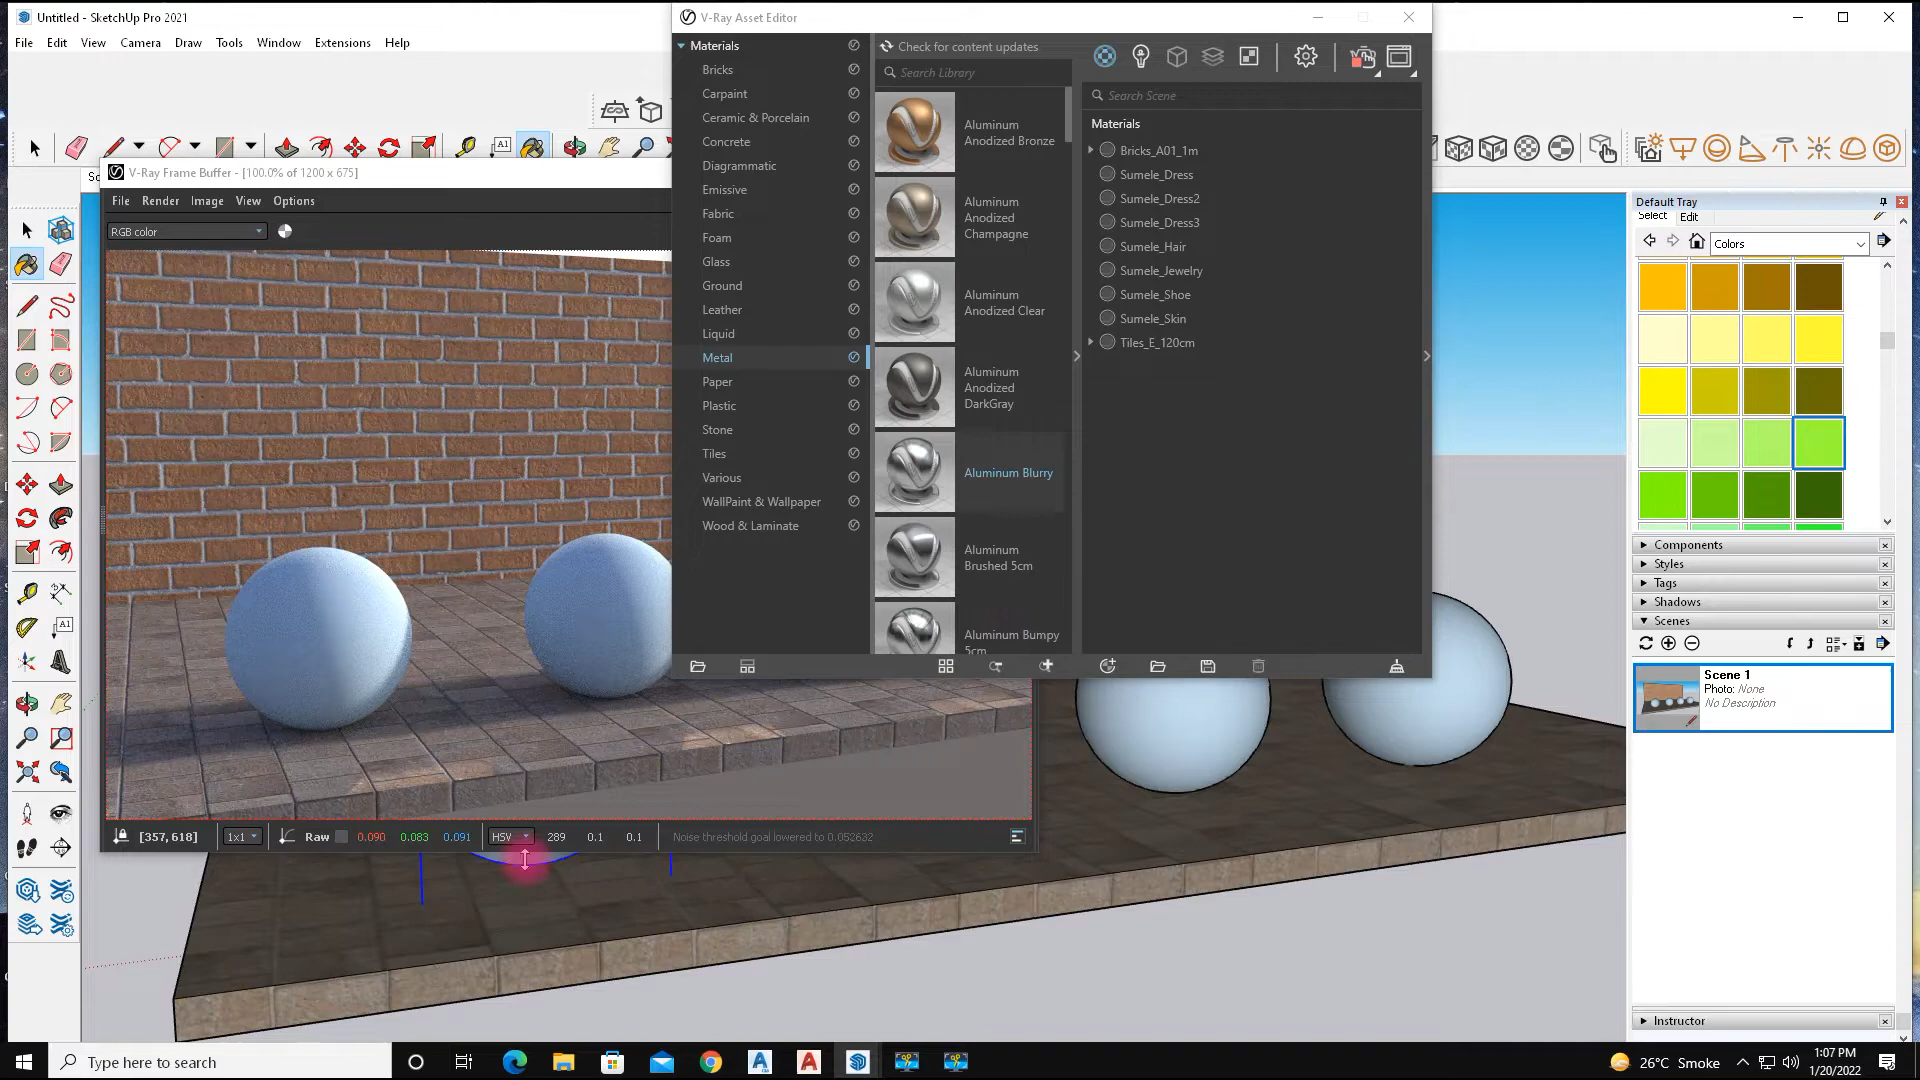 Untitled - SketchUp Pro 2021
File Edit View Camera Draw Tools Window Extensions Help
V-Ray Asset Editor
Materials
Bricks
Carpaint
Ceramic & Porcelain
Concrete
Diagrammatic
Emissive
Fabric
Foam
Glass
Ground
Leather
Liquid
Metal
Paper
Plastic
Stone
Tiles
Various
WallPaint & Wallpaper
Wood & Laminate
Check for content updates
Search Library
Aluminum
Anodized Bronze
Aluminum
Anodized
Champagne
Aluminum
Anodized Clear
Aluminum
Anodized
DarkGray
Aluminum Blurry
Aluminum
Brushed 5cm
Aluminum Bumpy
5cm
Search Scene
Materials
Bricks_A01_1m
Sumele_Dress
Sumele_Dress2
Sumele_Dress3
Sumele_Hair
Sumele_Jewelry
Sumele_Shoe
Sumele_Skin
Tiles_E_120cm
V-Ray Frame Buffer - [100.0% of 1200 x 675]
File Render Image View Options
RGB color
[357,618] 1x1 Raw 0.090 0.083 0.091 HSV 289 0.1 0.1 Noise threshold goal lowered to 0.052632
Default Tray
Select Edit
Colors
Components
Styles
Tags
Shadows
Scenes
Scene 1
Photo: None
No Description
Instructor
Type here to search
26°C Smoke
1:07 PM
1/20/2022